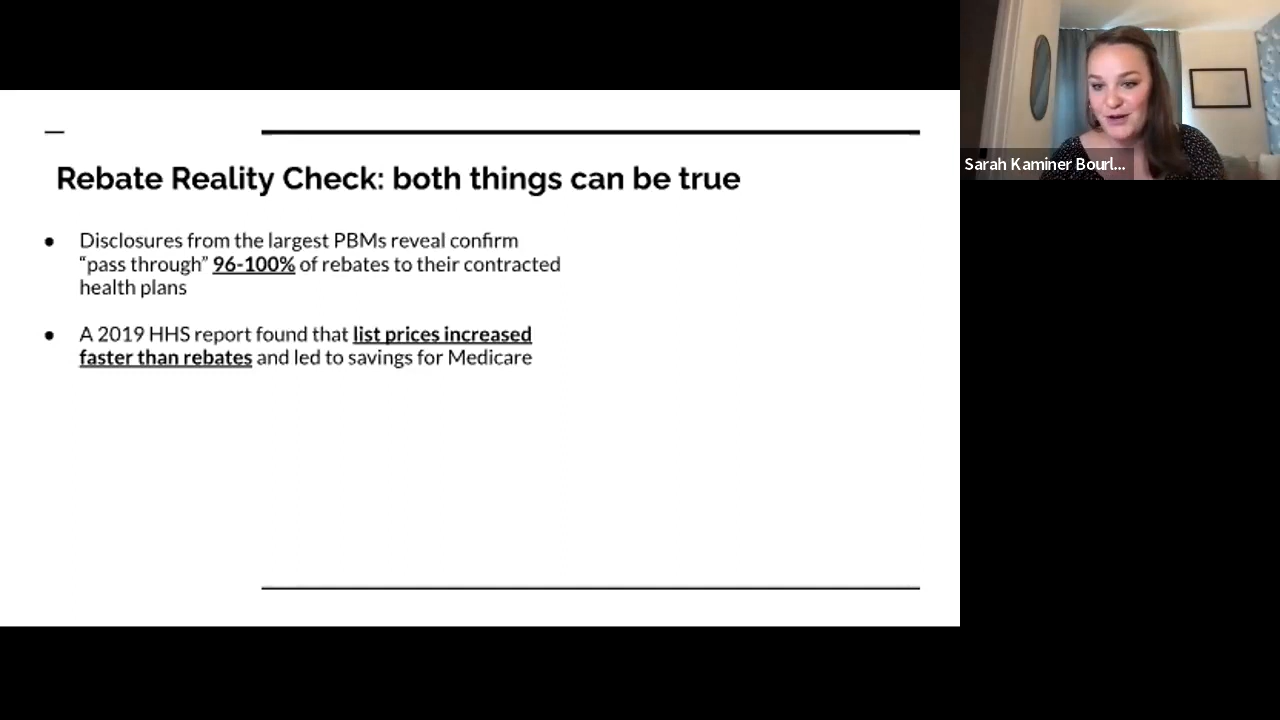 Rebate Reality Check: both things can be true
● Disclosures from the largest PBMs reveal confirm
“pass through” 96-100% of rebates to their contracted
health plans
● A 2019 HHS report found that list prices increased
faster than rebates and led to savings for Medicare
Sarah Kaminer Bourl...